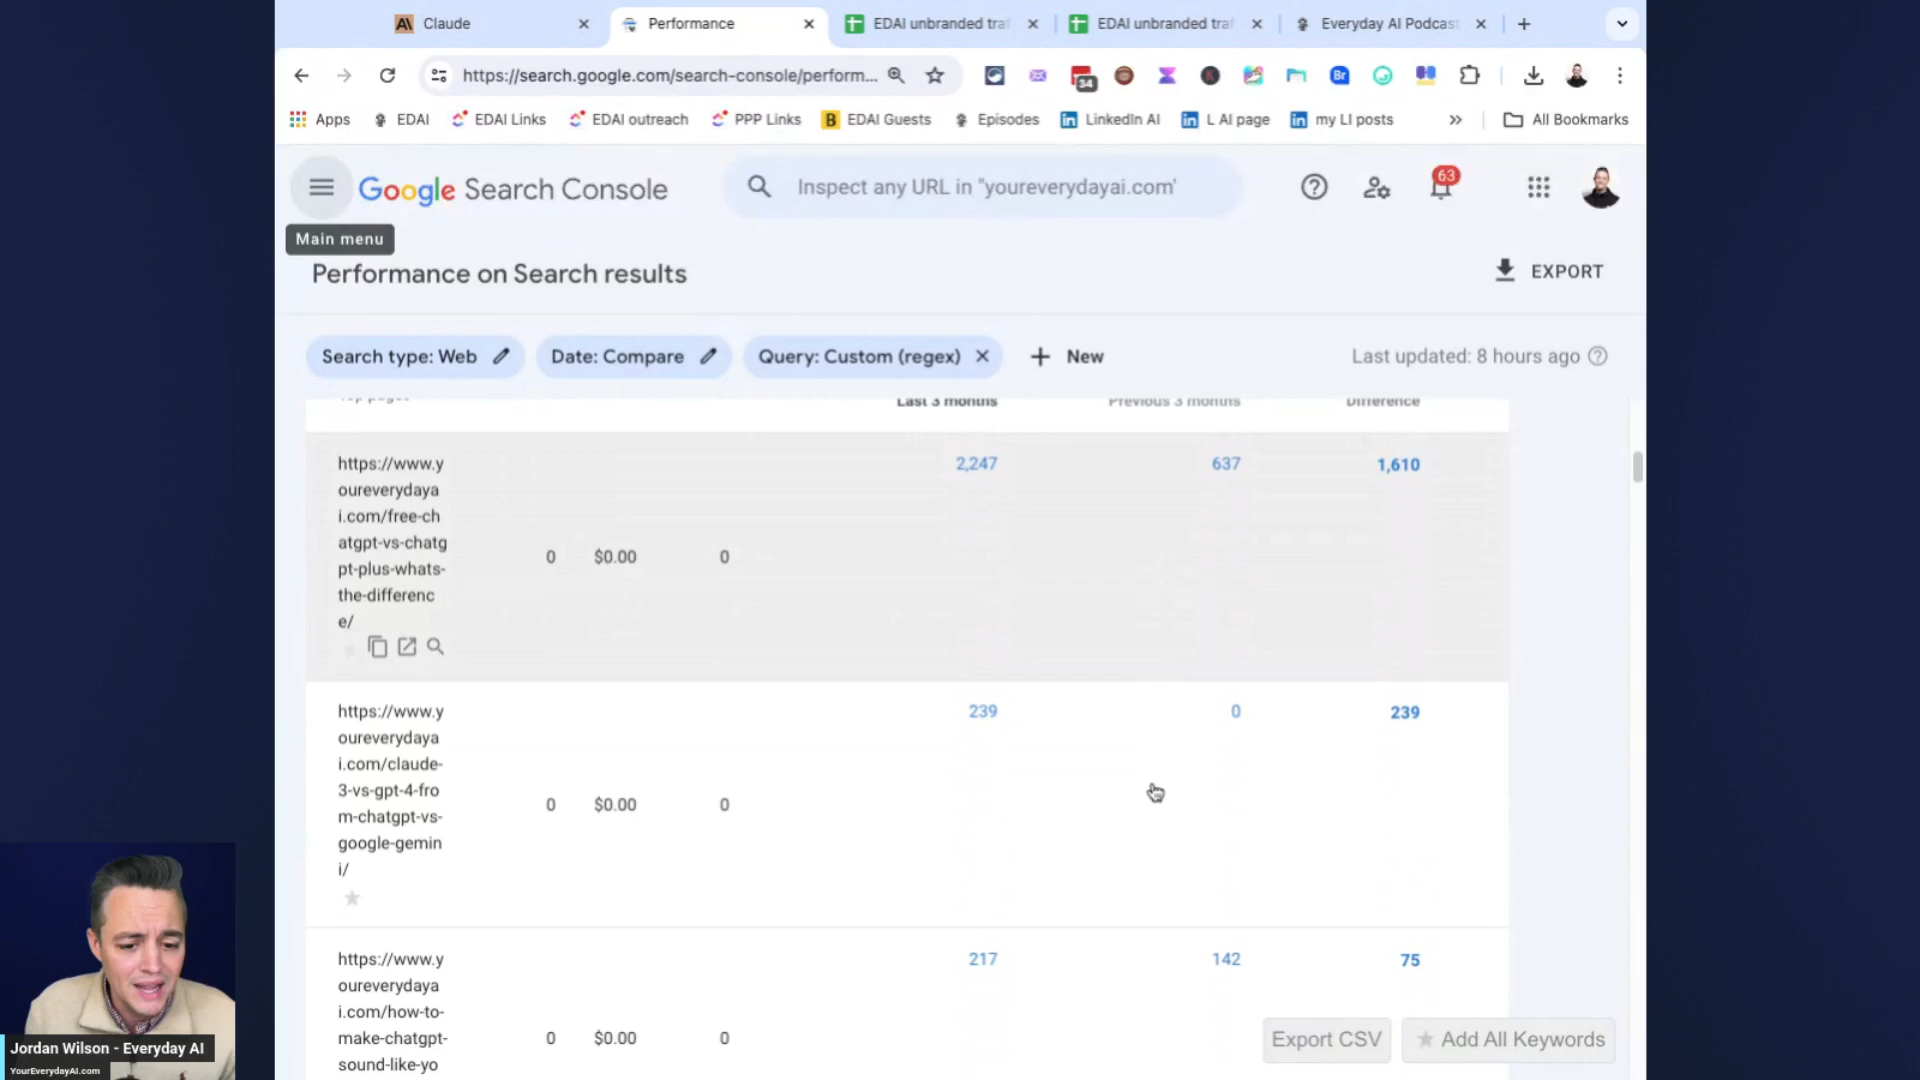 Claude
Performance
EDAI unbranded traf
EDAI unbranded traf
Everyday AI Podcast
https://search.google.com/search-console/perform...
34
Br
Apps
EDAI
EDAI Links
EDAI outreach
PPP Links
B
EDAI Guests
Episodes
LinkedIn AI
L AI page
my LI posts
All Bookmarks
Google Search Console
Inspect any URL in "youreverydayai.com"
63
Main menu
Performance on Search results
EXPORT
Search type: Web
Date: Compare
Query: Custom (regex)
New
Last updated: 8 hours ago
Top pages
Last 3 months
Previous 3 months
Difference
https://www.y
oureverydaya
i.com/free-ch
atgpt-vs-chatg
pt-plus-whats-
the-differenc
e/
0 $0.00 0
2,247 637 1,610
https://www.y
oureverydaya
i.com/claude-
3-vs-gpt-4-fro
m-chatgpt-vs-
google-gemin
i/
0 $0.00 0
239 0 239
https://www.y
oureverydaya
i.com/how-to-
make-chatgpt-
sound-like-yo
0 $0.00 0
217 142 75
Export CSV
Add All Keywords
Jordan Wilson - Everyday AI
YourEverydayAI.com